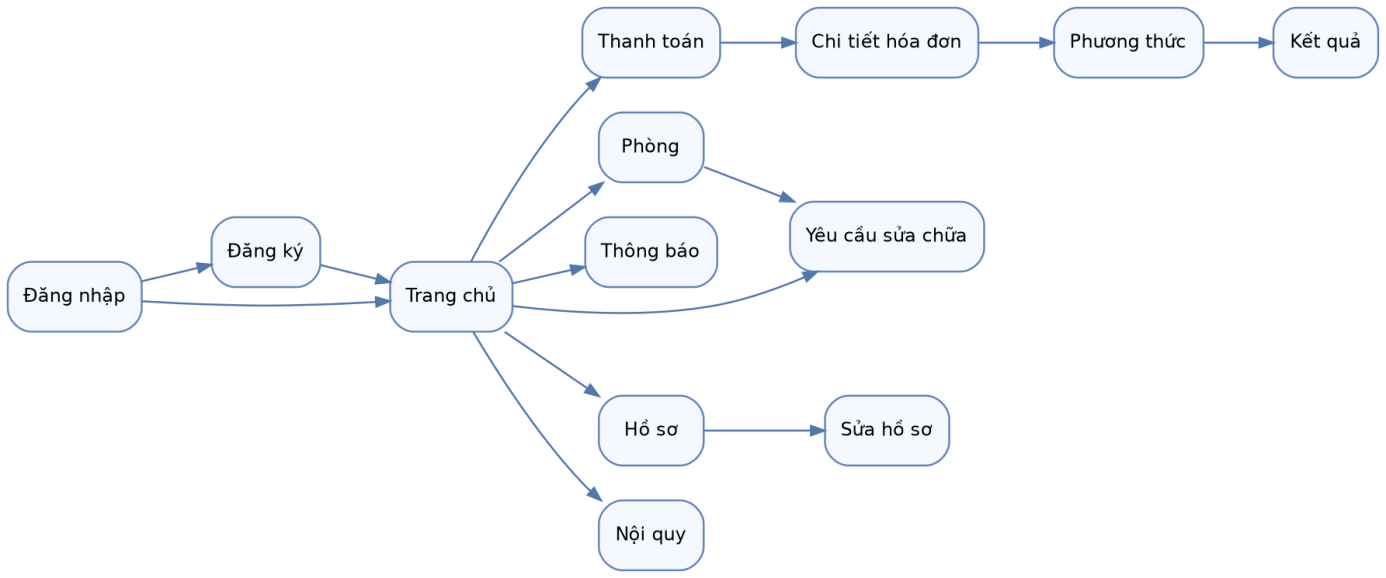 Thanh toán
Chi tiết hóa đơn
Phương thức
Kết quả
Phòng
Yêu cầu sửa chữa
Đăng ký
Thông báo
Đăng nhập
Trang chủ
Hồ sơ
Sửa hồ sơ
Nội quy